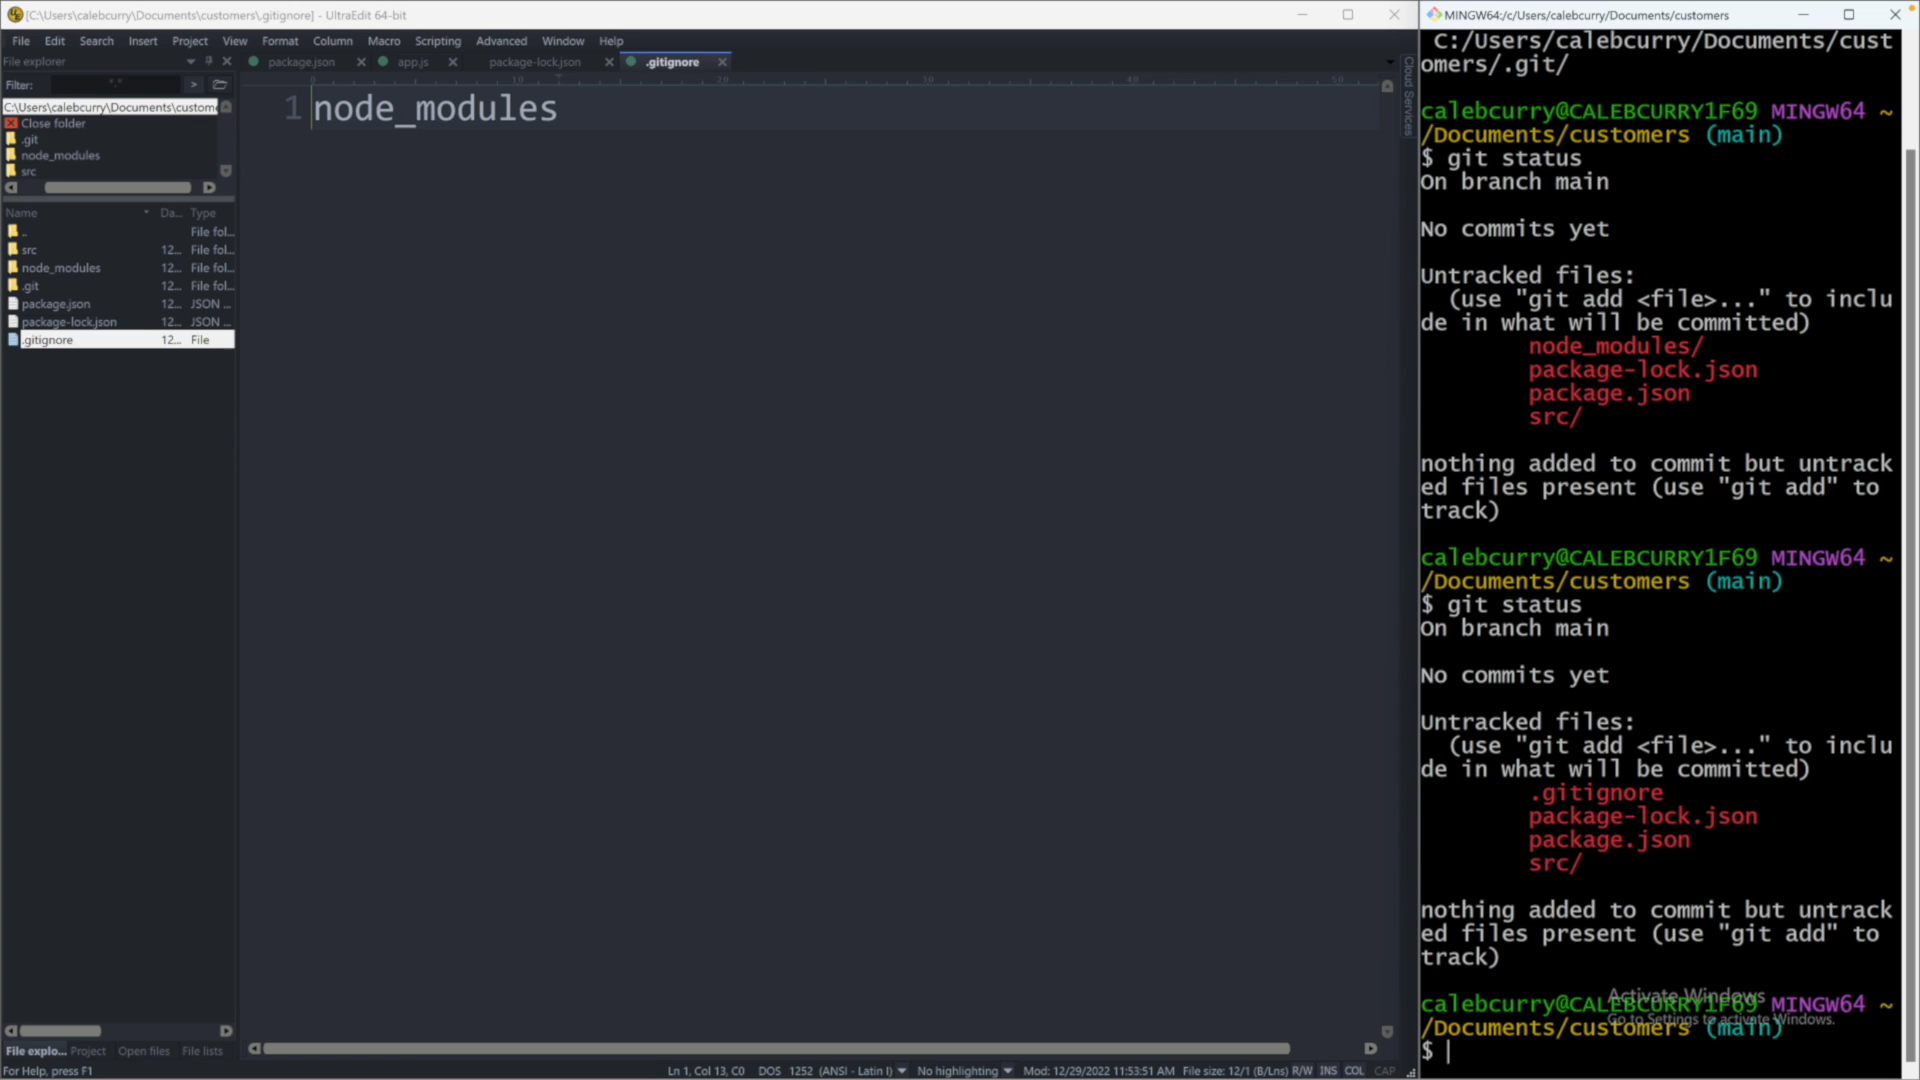 [C:\Users\calebcurry\Documents\customers\.gitignore] - UltraEdit 64-bit
File Edit Search Insert Project View Format Column Macro Scripting Advanced Window Help
File explorer
package.json
app.js
package-lock.json
.gitignore
Filter:
*.*
>
C:\Users\calebcurry\Documents\custome
Close folder
.git
node_modules
src
Name Da... Type
.. File fol...
src 12... File fol...
node_modules 12... File fol...
.git 12... File fol...
package.json 12... JSON ...
package-lock.json 12... JSON ...
.gitignore 12... File
0 10 20 30 40 50
1 node_modules
Cloud Services
File explo... Project Open files File lists
For Help, press F1
Ln 1, Col 13, C0 DOS 1252 (ANSI - Latin I) No highlighting Mod: 12/29/2022 11:53:51 AM File size: 12/1 (B/Lns) R/W INS COL CAP
MINGW64:/c/Users/calebcurry/Documents/customers
C:/Users/calebcurry/Documents/cust
omers/.git/
calebcurry@CALEBCURRY1F69 MINGW64 ~
/Documents/customers (main)
$ git status
On branch main
No commits yet
Untracked files:
(use "git add <file>..." to inclu
de in what will be committed)
node_modules/
package-lock.json
package.json
src/
nothing added to commit but untrack
ed files present (use "git add" to
track)
calebcurry@CALEBCURRY1F69 MINGW64 ~
/Documents/customers (main)
$ git status
On branch main
No commits yet
Untracked files:
(use "git add <file>..." to inclu
de in what will be committed)
.gitignore
package-lock.json
package.json
src/
nothing added to commit but untrack
ed files present (use "git add" to
track)
calebcurry@CALEBCURRY1F69 MINGW64 ~
/Documents/customers (main)
$
Activate Windows
Go to Settings to activate Windows.